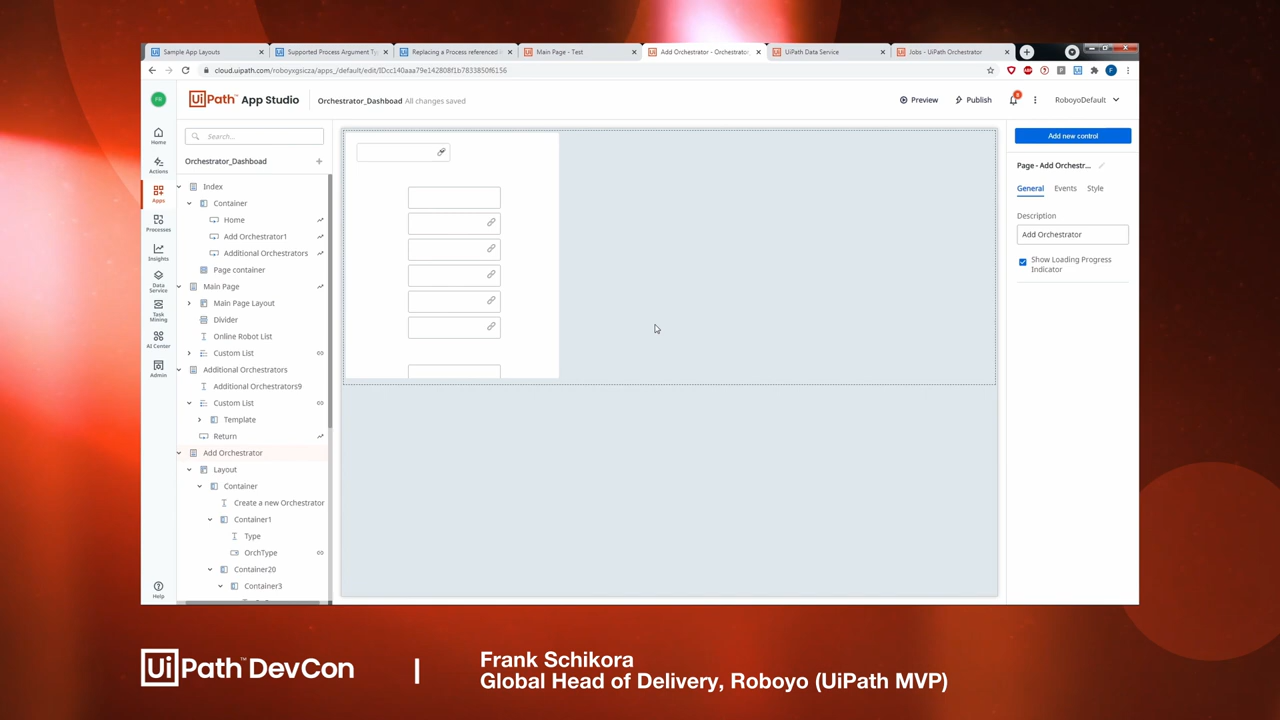 Sample App Layouts
Supported Process Argument Ty
Replacing a Process referenced i
Main Page - Test
Add Orchestrator - Orchestrato
UiPath Data Service
Jobs - UiPath Orchestrator
cloud.uipath.com/roboyxgsicza/apps_/default/edit/IDcc140aaa79e142808f1b7833850f6156
FR
UiPath™ App Studio
Orchestrator_Dashboad All changes saved
Preview
Publish
RoboyoDefault
Home
Actions
Apps
Processes
Insights
Data Service
Task Mining
AI Center
Admin
Help
Search...
Orchestrator_Dashboad
Index
Container
Home
Add Orchestrator1
Additional Orchestrators
Page container
Main Page
Main Page Layout
Divider
Online Robot List
Custom List
Additional Orchestrators
Additional Orchestrators9
Custom List
Template
Return
Add Orchestrator
Layout
Container
Create a new Orchestrator
Container1
Type
OrchType
Container20
Container3
Add new control
Page - Add Orchestr...
General Events Style
Description
Add Orchestrator
Show Loading Progress
Indicator
UiPath™ DevCon
Frank Schikora
Global Head of Delivery, Roboyo (UiPath MVP)